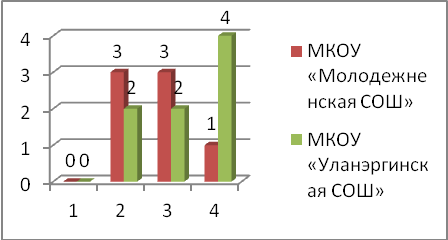 4
3
2
1
0
0 0
3
2
3
2
1
4
1 2 3 4
МКОУ
«Молодежне
нская СОШ»
МКОУ
«Уланэргинск
ая СОШ»